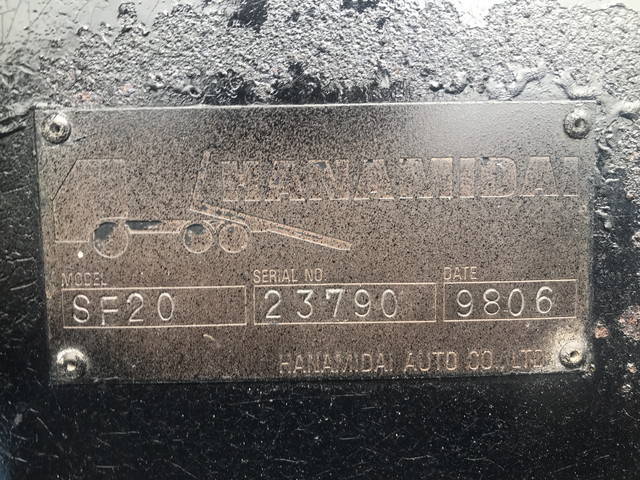 HANAMIDAI
MODEL SERIAL NO. DATE
SF20 23790 9806
HANAMIDAI AUTO CO., LTD.